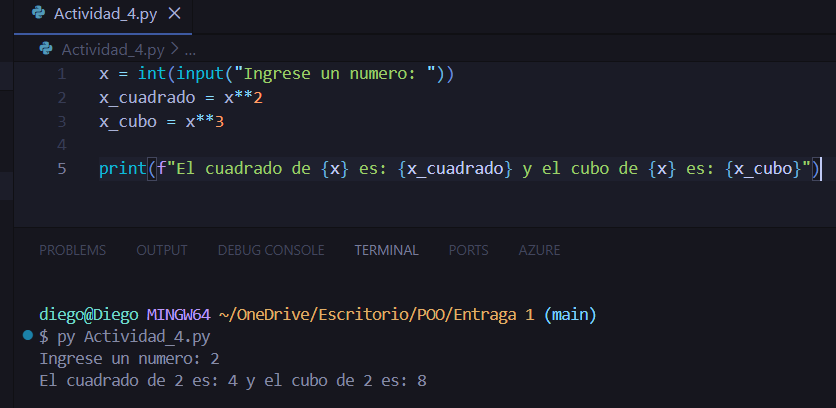 Actividad_4.py
Actividad_4.py > ...
1 x = int(input("Ingrese un numero: "))
2 x_cuadrado = x**2
3 x_cubo = x**3
4
5 print(f"El cuadrado de {x} es: {x_cuadrado} y el cubo de {x} es: {x_cubo}")
PROBLEMS OUTPUT DEBUG CONSOLE TERMINAL PORTS AZURE
diego@Diego MINGW64 ~/OneDrive/Escritorio/POO/Entraga 1 (main)
$ py Actividad_4.py
Ingrese un numero: 2
El cuadrado de 2 es: 4 y el cubo de 2 es: 8